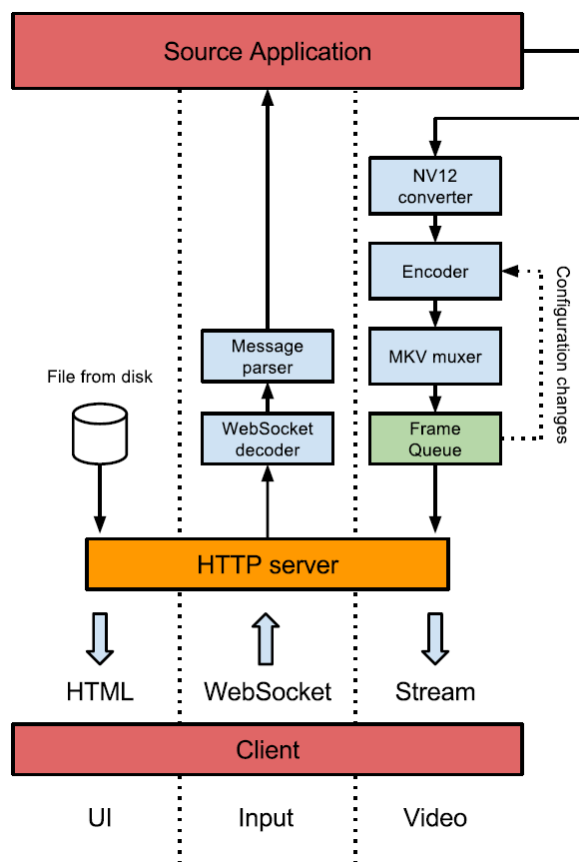 Source Application
NV12
converter
Encoder
Configuration changes
Message
parser
MKV muxer
File from disk
WebSocket
decoder
Frame
Queue
HTTP server
HTML
WebSocket
Stream
Client
UI
Input
Video